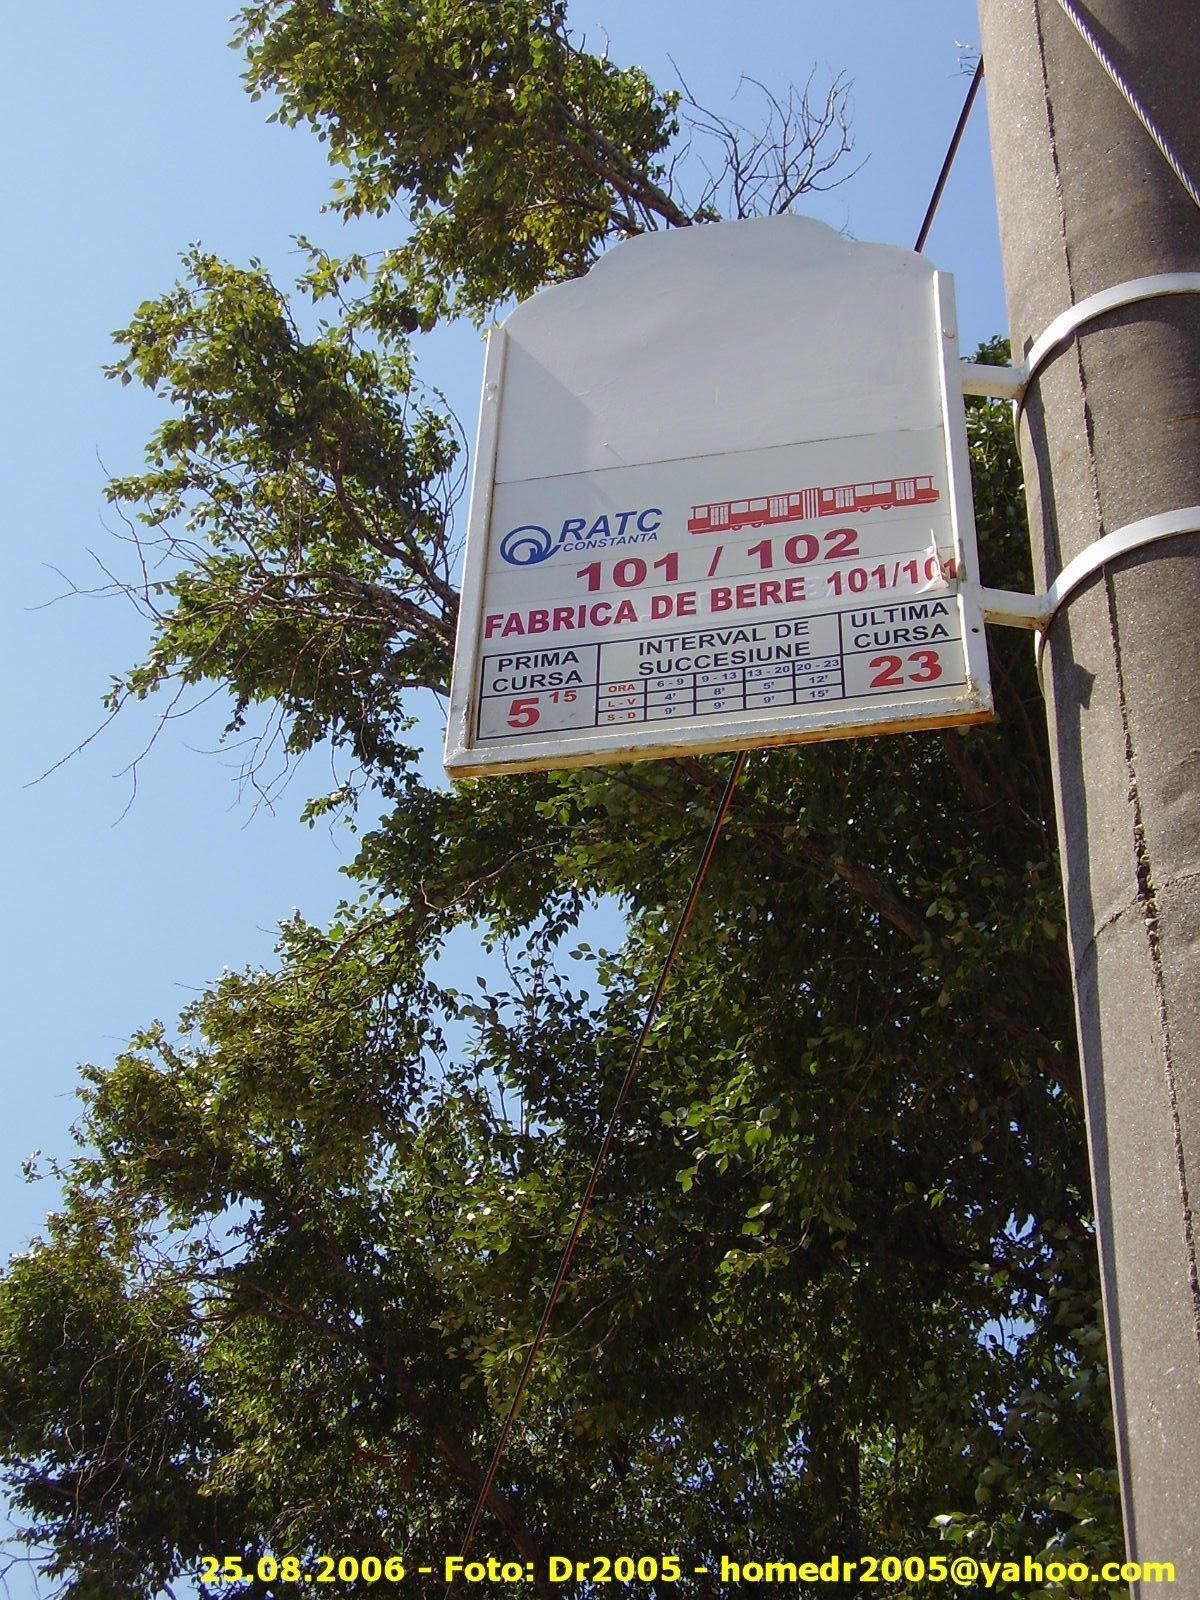 RATC
CONSTANTA
101 / 102
FABRICA DE BERE 101/101
PRIMA CURSA
5 15
INTERVAL DE SUCCESIUNE
ORA 6 - 9 9 - 13 13 - 20 20 - 23
L - V 4' 8' 5' 12'
S - D 9' 9' 9' 15'
ULTIMA CURSA
23
25.08.2006 - Foto: Dr2005 - homedr2005@yahoo.com